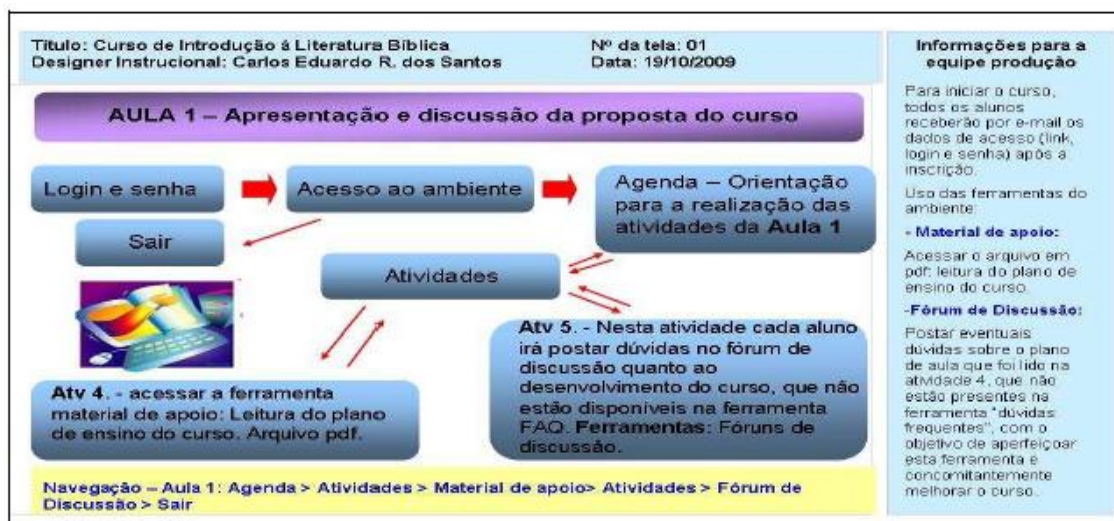 Título: Curso de Introdução á Literatura Bíblica
Designer Instrucional: Carlos Eduardo R. dos Santos
Nº da tela: 01
Data: 19/10/2009
AULA 1 – Apresentação e discussão da proposta do curso
Login e senha
Acesso ao ambiente
Agenda – Orientação
para a realização das
atividades da Aula 1
Sair
Atividades
Atv 4. - acessar a ferramenta
material de apoio: Leitura do plano
de ensino do curso. Arquivo pdf.
Atv 5. - Nesta atividade cada aluno
irá postar dúvidas no fórum de
discussão quanto ao
desenvolvimento do curso, que não
estão disponíveis na ferramenta
FAQ. Ferramentas: Fóruns de
discussão.
Navegação – Aula 1: Agenda > Atividades > Material de apoio> Atividades > Fórum de
Discussão > Sair
Informações para a
equipe produção
Para iniciar o curso,
todos os alunos
receberão por e-mail os
dados de acesso (link,
login e senha) após a
inscrição.
Uso das ferramentas do
ambiente:
- Material de apoio:
Acessar o arquivo em
pdf: leitura do plano de
ensino do curso.
-Fórum de Discussão:
Postar eventuais
dúvidas sobre o plano
de aula que foi lido na
atividade 4, que não
estão presentes na
ferramenta "dúvidas
frequentes", com o
objetivo de aperfeiçoar
esta ferramenta e
concomitantemente
melhorar o curso.